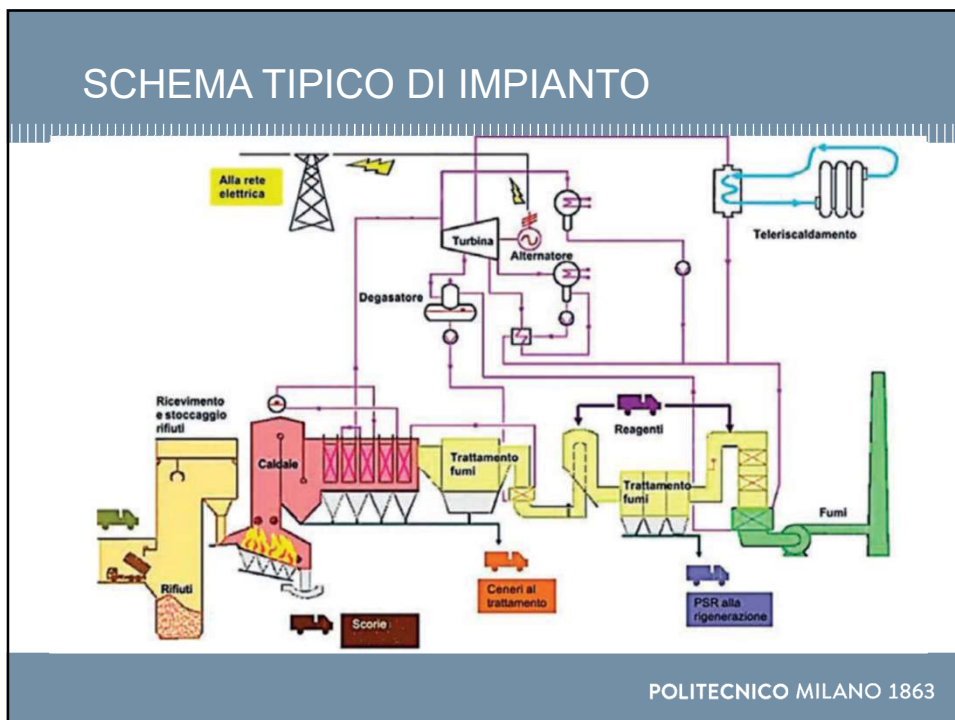 SCHEMA TIPICO DI IMPIANTO
Alla rete
elettrica
Turbina
Alternatore
Teleriscaldamento
Degasatore
Ricevimento
e stoccaggio
rifiuti
Caldaie
Trattamento
fumi
Reagenti
Trattamento
fumi
Fumi
Rifiuti
Scorie
Ceneri al
trattamento
PSR alla
rigenerazione
POLITECNICO MILANO 1863